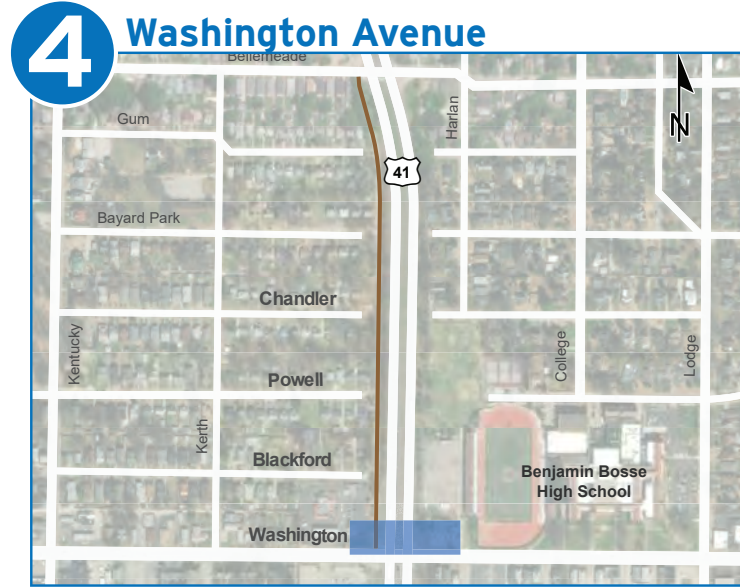 4
Washington Avenue
Bellemeade
Gum
Harlan
N
41
Bayard Park
Chandler
Kentucky
College
Lodge
Powell
Kerth
Blackford
Benjamin Bosse
High School
Washington